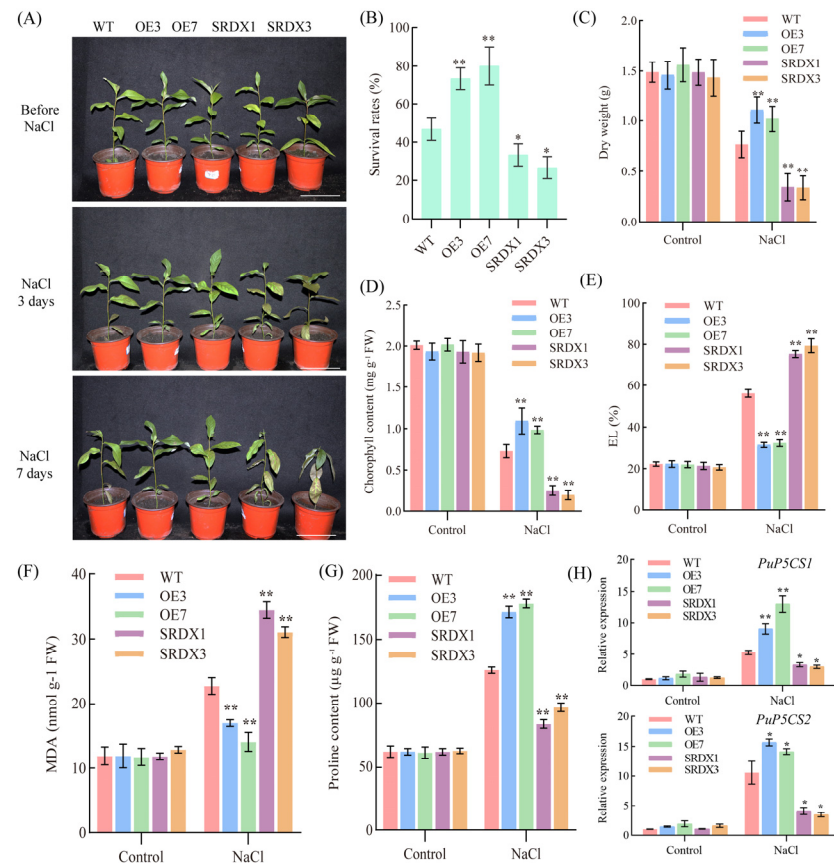 (A)
WT OE3 OE7 SRDX1 SRDX3
Before
NaCl
NaCl
3 days
NaCl
7 days
(B)
Survival rates (%)
100
80
60
40
20
0
**
**
*
*
WT
OE3
OE7
SRDX1
SRDX3
(C)
WT
OE3
OE7
SRDX1
SRDX3
Dry weight (g)
2.0
1.5
1.0
0.5
0.0
** **
** **
Control NaCl
(D)
WT
OE3
OE7
SRDX1
SRDX3
Chorophyll content (mg g-1 FW)
2.5
2.0
1.5
1.0
0.5
0.0
** **
** **
Control NaCl
(E)
WT
OE3
OE7
SRDX1
SRDX3
EL (%)
100
80
60
40
20
0
** **
** **
Control NaCl
(F)
WT
OE3
OE7
SRDX1
SRDX3
MDA (nmol g-1 FW)
40
30
20
10
0
**
**
**
**
Control NaCl
(G)
WT
OE3
OE7
SRDX1
SRDX3
Proline content (μg g-1 FW)
200
150
100
50
0
** **
**
**
Control NaCl
(H)
PuP5CS1
WT
OE3
OE7
SRDX1
SRDX3
Relative expression
20
15
10
5
0
**
**
*
*
Control NaCl
PuP5CS2
WT
OE3
OE7
SRDX1
SRDX3
Relative expression
20
15
10
5
0
*
*
*
*
Control NaCl